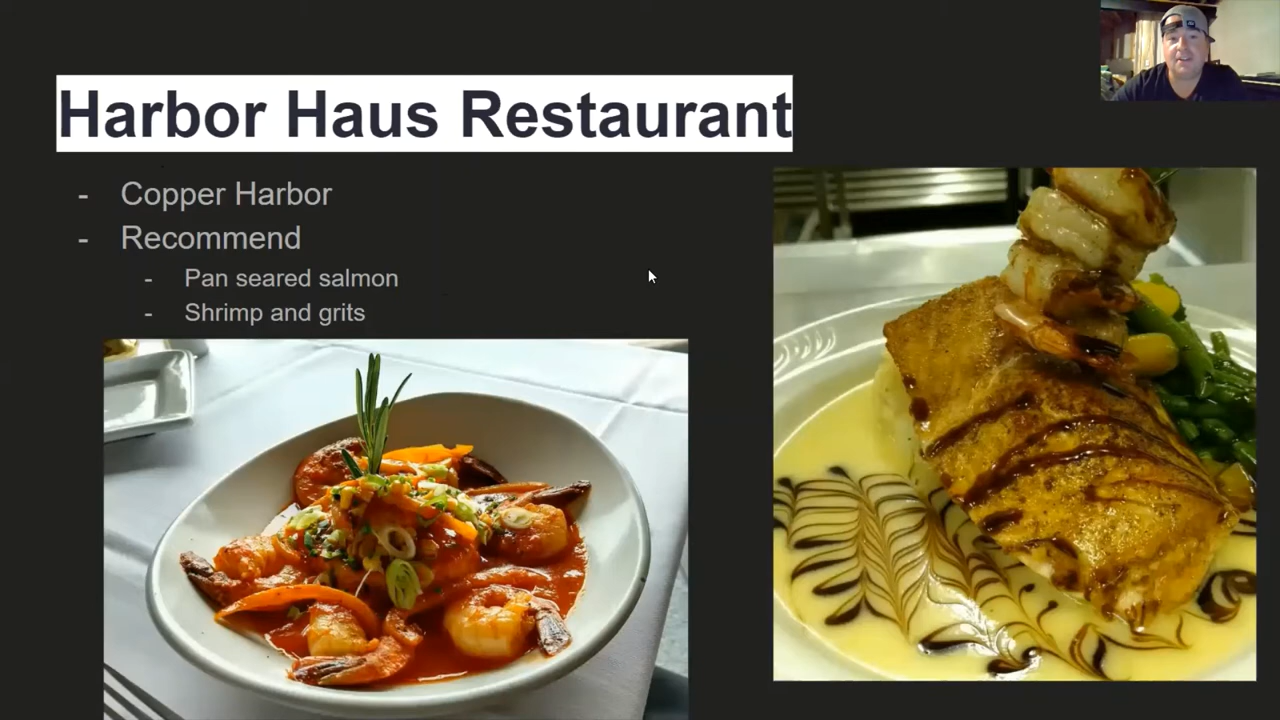 Harbor Haus Restaurant
- Copper Harbor
- Recommend
- Pan seared salmon
- Shrimp and grits